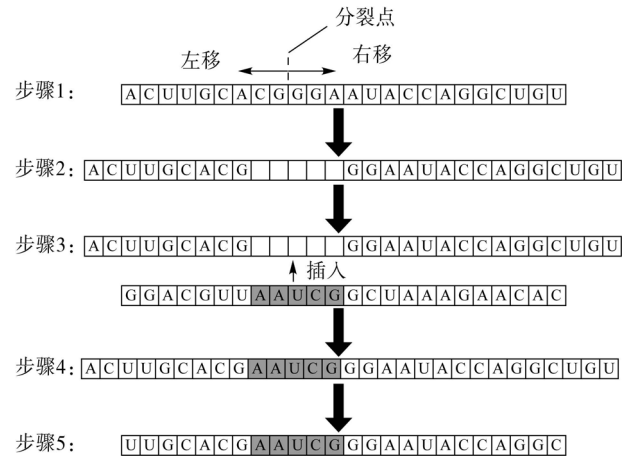 分裂点
左移 右移
步骤1: ACUUGCACGGGAAUACCAGGCUGU
步骤2: ACUUGCACG GGAAUACCAGGCUGU
步骤3: ACUUGCACG GGAAUACCAGGCUGU
插入
GGACGUUAAUCGGCUAAAGAACAC
步骤4: ACUUGCACGAAUCGGGAAUACCAGGCUGU
步骤5: UUGCACGAAUCGGGAAUACCAGGC